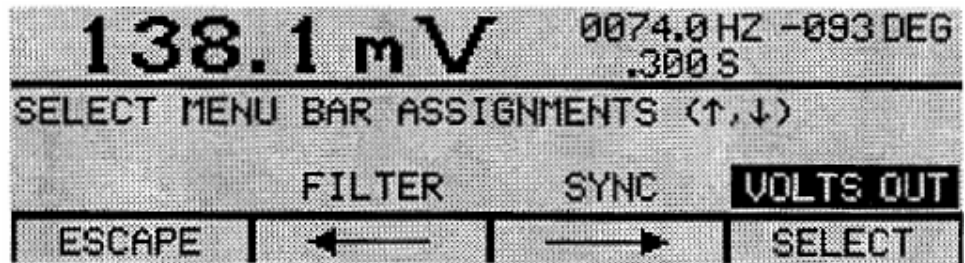 138.1 mV 0074.0 HZ -093 DEG
.300 S
SELECT MENU BAR ASSIGNMENTS (↑,↓)
FILTER SYNC VOLTS OUT
ESCAPE ← → SELECT